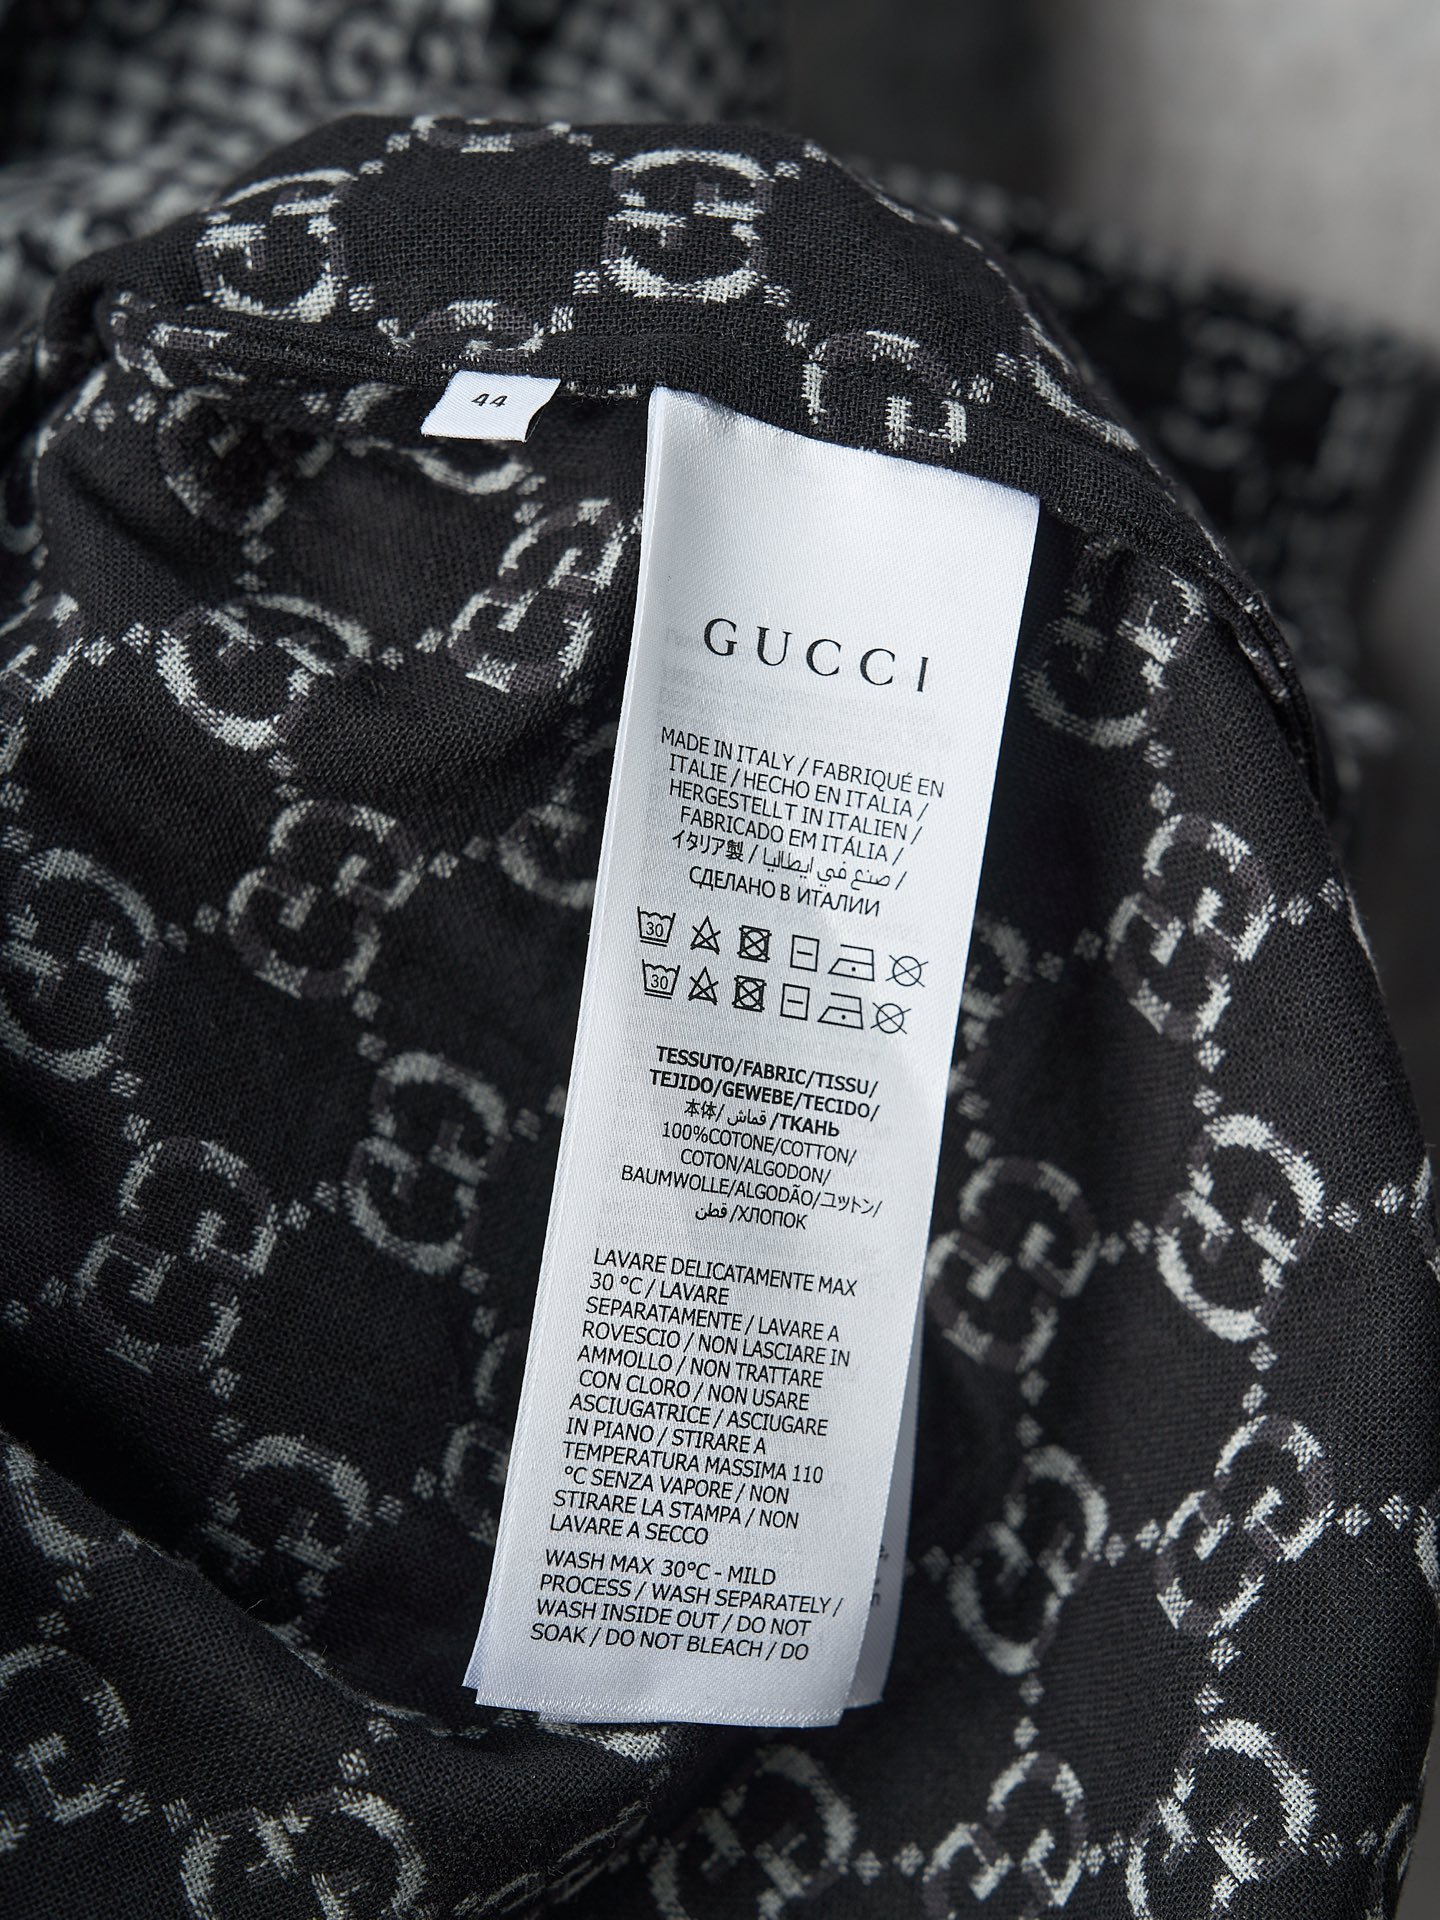 44
GUCCI
MADE IN ITALY / FABRIQUÉ EN
ITALIE / HECHO EN ITALIA /
HERGESTELLT IN ITALIEN /
FABRICADO EM ITÁLIA /
イタリア製 / صنع في إيطاليا /
СДЕЛАНО В ИТАЛИИ
30
30
TESSUTO/FABRIC/TISSU/
TEJIDO/GEWEBE/TECIDO/
本体/ قماش /ТКАНЬ
100%COTONE/COTTON/
COTON/ALGODON/
BAUMWOLLE/ALGODÃO/コットン/
قطن /ХЛОПОК
LAVARE DELICATAMENTE MAX
30 °C / LAVARE
SEPARATAMENTE / LAVARE A
ROVESCIO / NON LASCIARE IN
AMMOLLO / NON TRATTARE
CON CLORO / NON USARE
ASCIUGATRICE / ASCIUGARE
IN PIANO / STIRARE A
TEMPERATURA MASSIMA 110
°C SENZA VAPORE / NON
STIRARE LA STAMPA / NON
LAVARE A SECCO
WASH MAX 30°C - MILD
PROCESS / WASH SEPARATELY /
WASH INSIDE OUT / DO NOT
SOAK / DO NOT BLEACH / DO